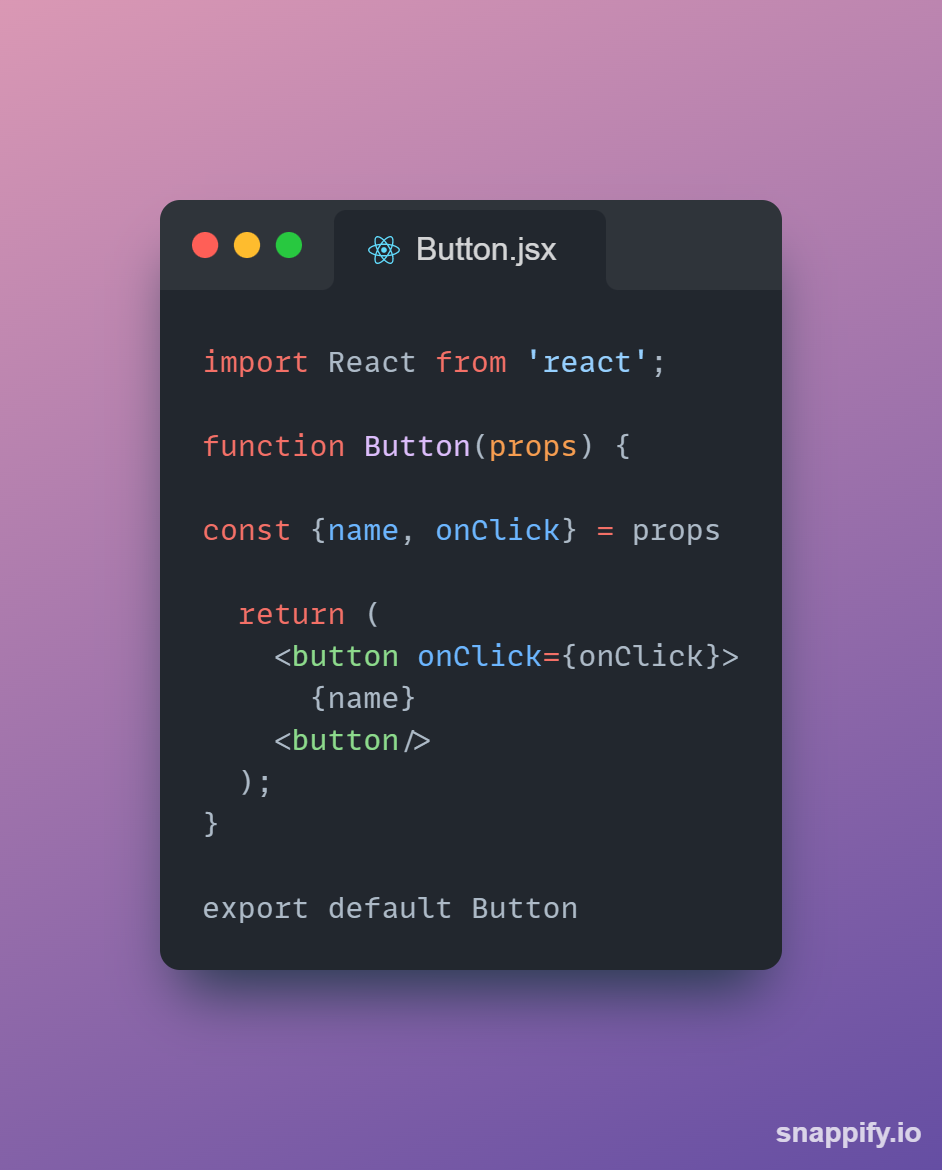 Button.jsx
import React from 'react';
function Button(props) {
const {name, onClick} = props
return (
<button onClick={onClick}>
{name}
<button/>
);
}
export default Button
snappify.io